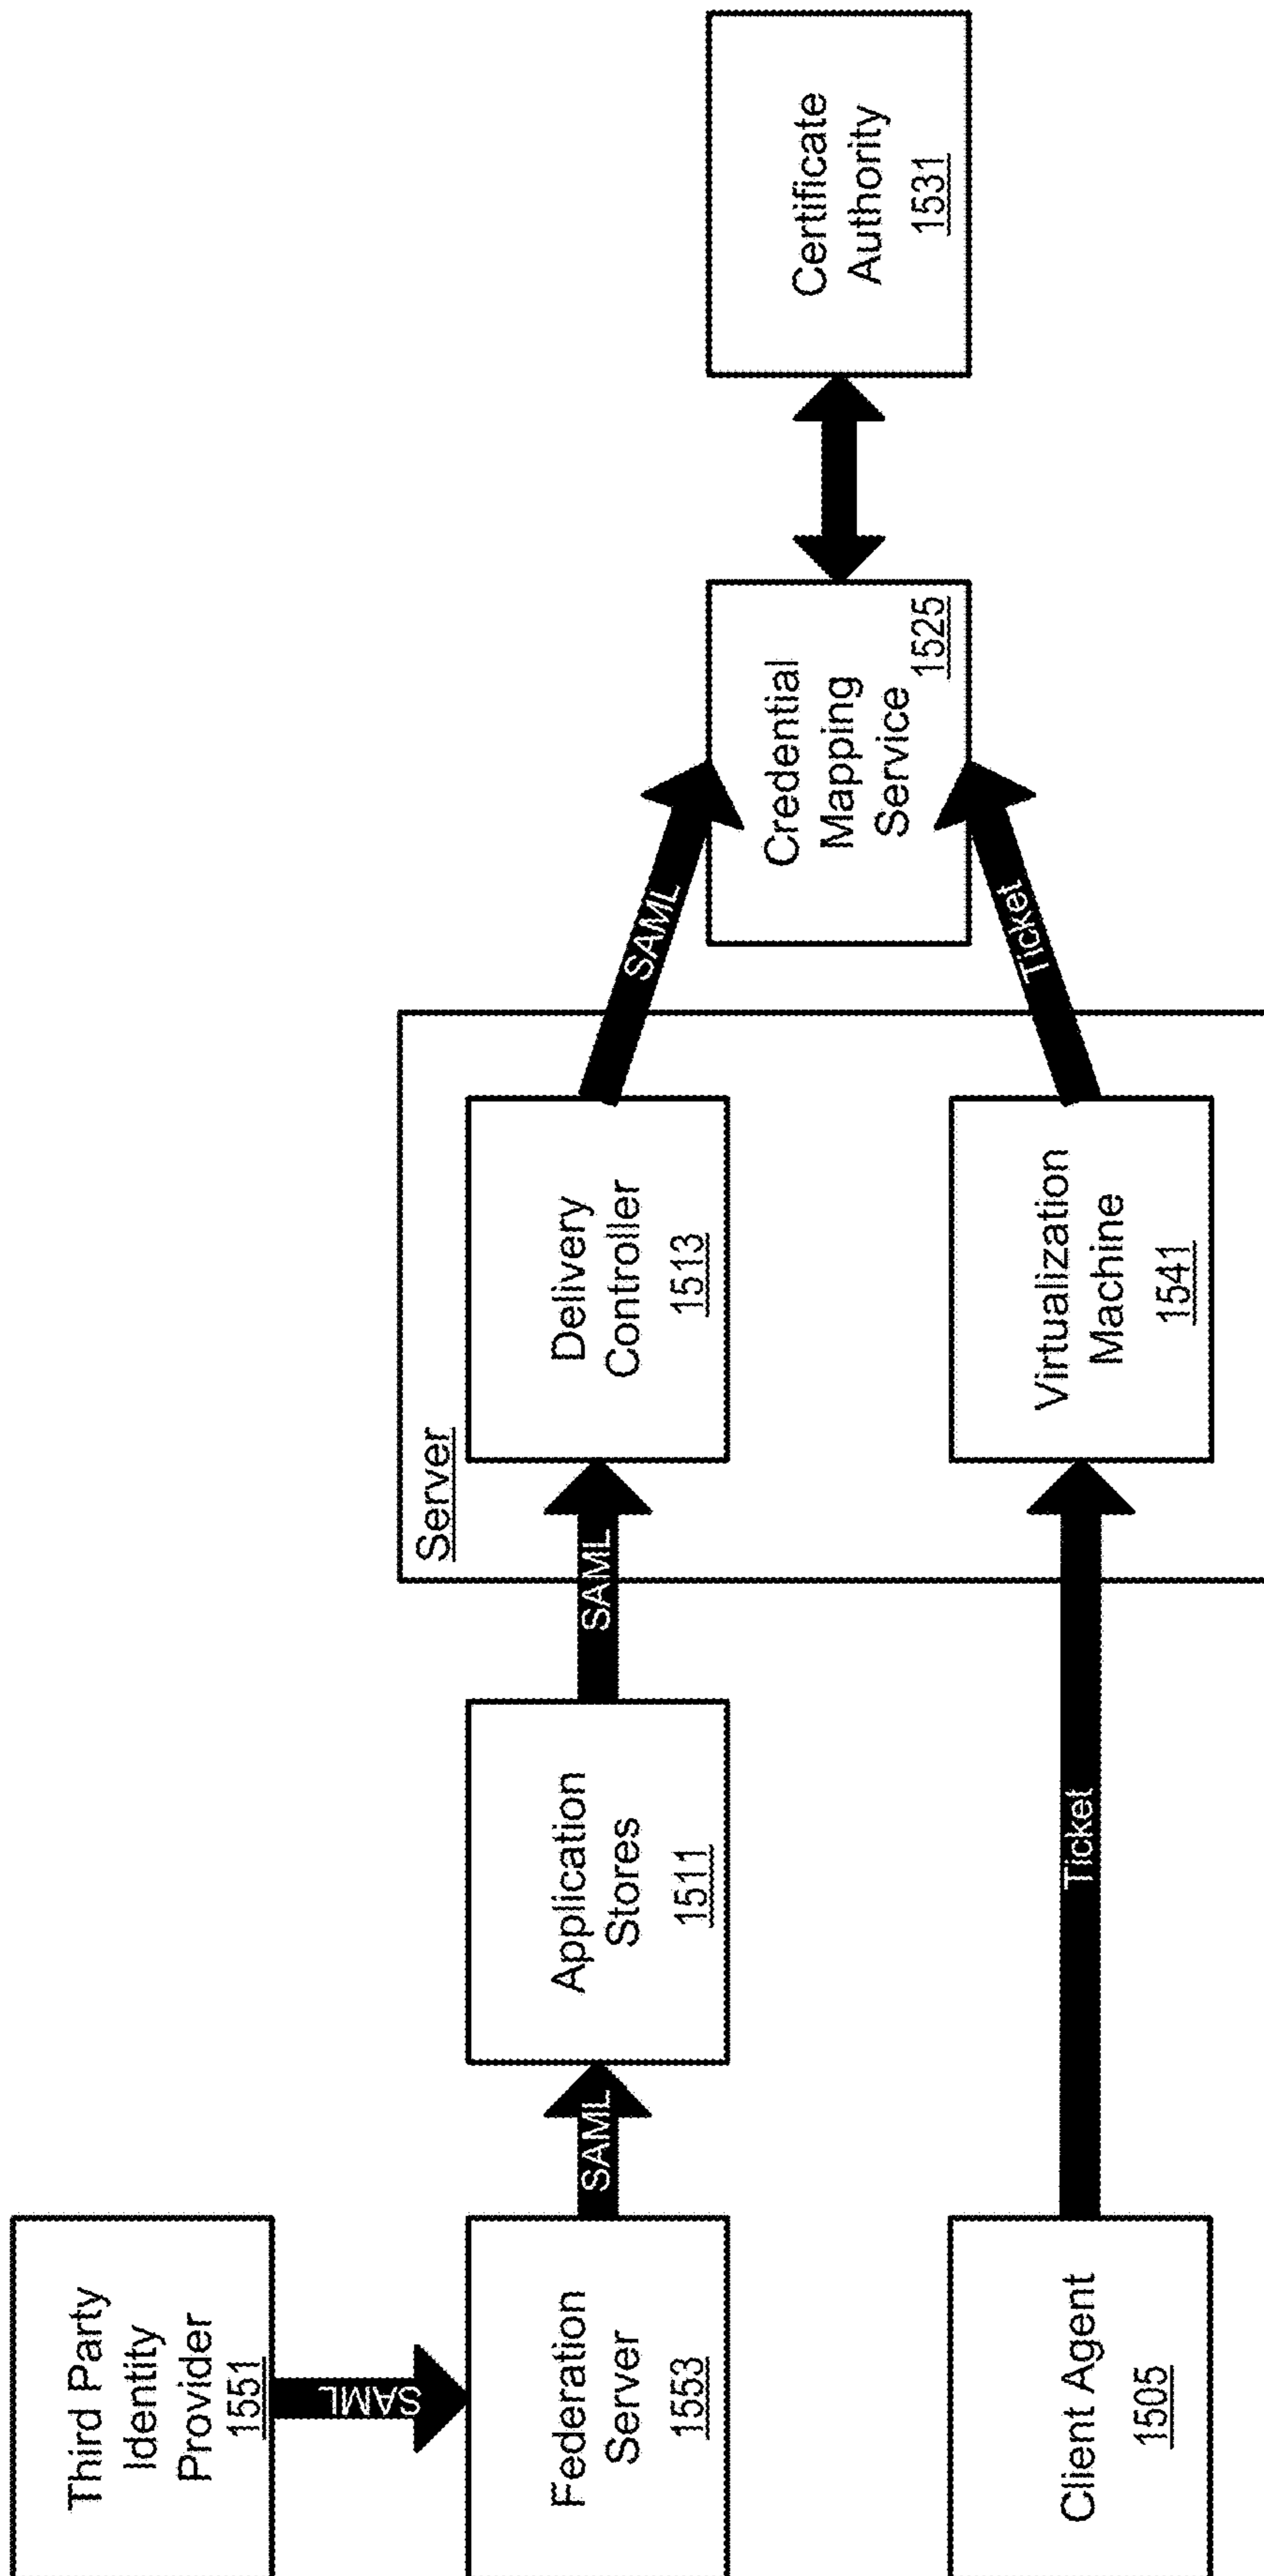 Third Party
Identity
Provider
1551
SAML
Federation
Server
1553
SAML
Application
Stores
1511
SAML
Server
Delivery
Controller
1513
SAML
Credential
Mapping
Service
1525
Certificate
Authority
1531
Client Agent
1505
Ticket
Virtualization
Machine
1541
Ticket